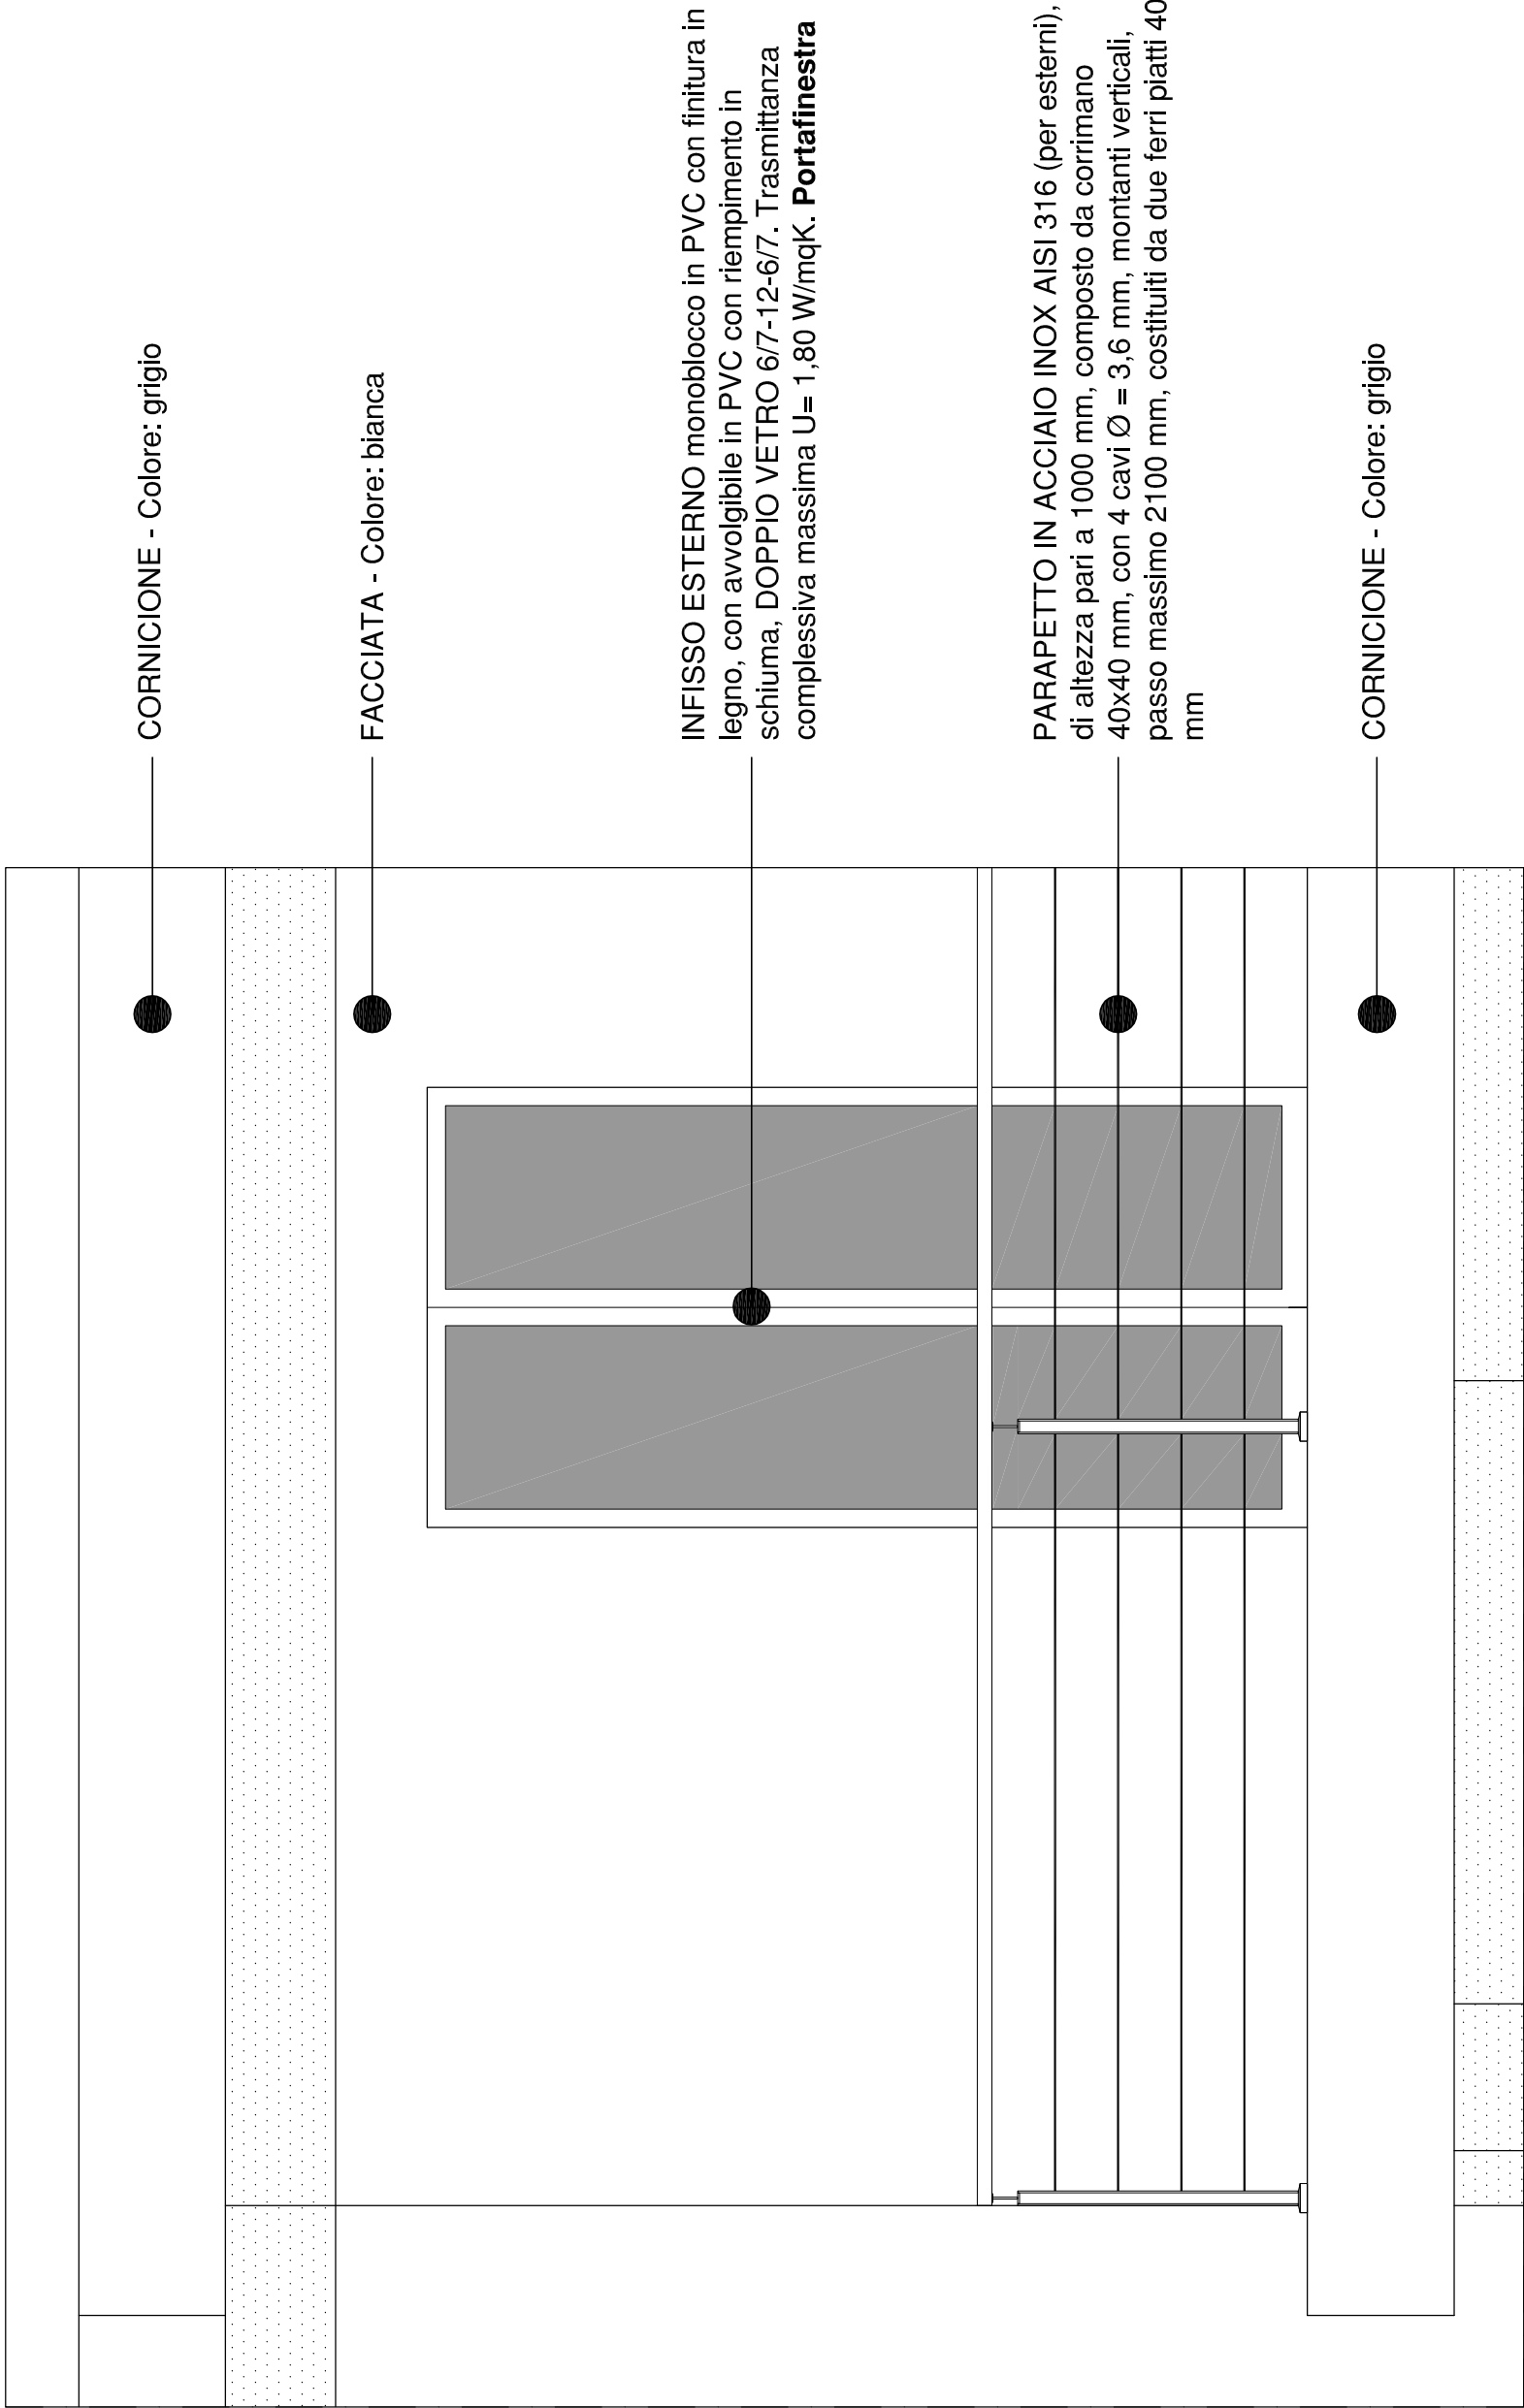 CORNICIONE - Colore: grigio
FACCIATA - Colore: bianca
INFISSO ESTERNO monoblocco in PVC con finitura in
legno, con avvolgibile in PVC con riempimento in
schiuma, DOPPIO VETRO 6/7-12-6/7. Trasmittanza
complessiva massima U= 1,80 W/mqK. Portafinestra
PARAPETTO IN ACCIAIO INOX AISI 316 (per esterni),
di altezza pari a 1000 mm, composto da corrimano
40x40 mm, con 4 cavi Ø = 3,6 mm, montanti verticali,
passo massimo 2100 mm, costituiti da due ferri piatti 40
mm
CORNICIONE - Colore: grigio